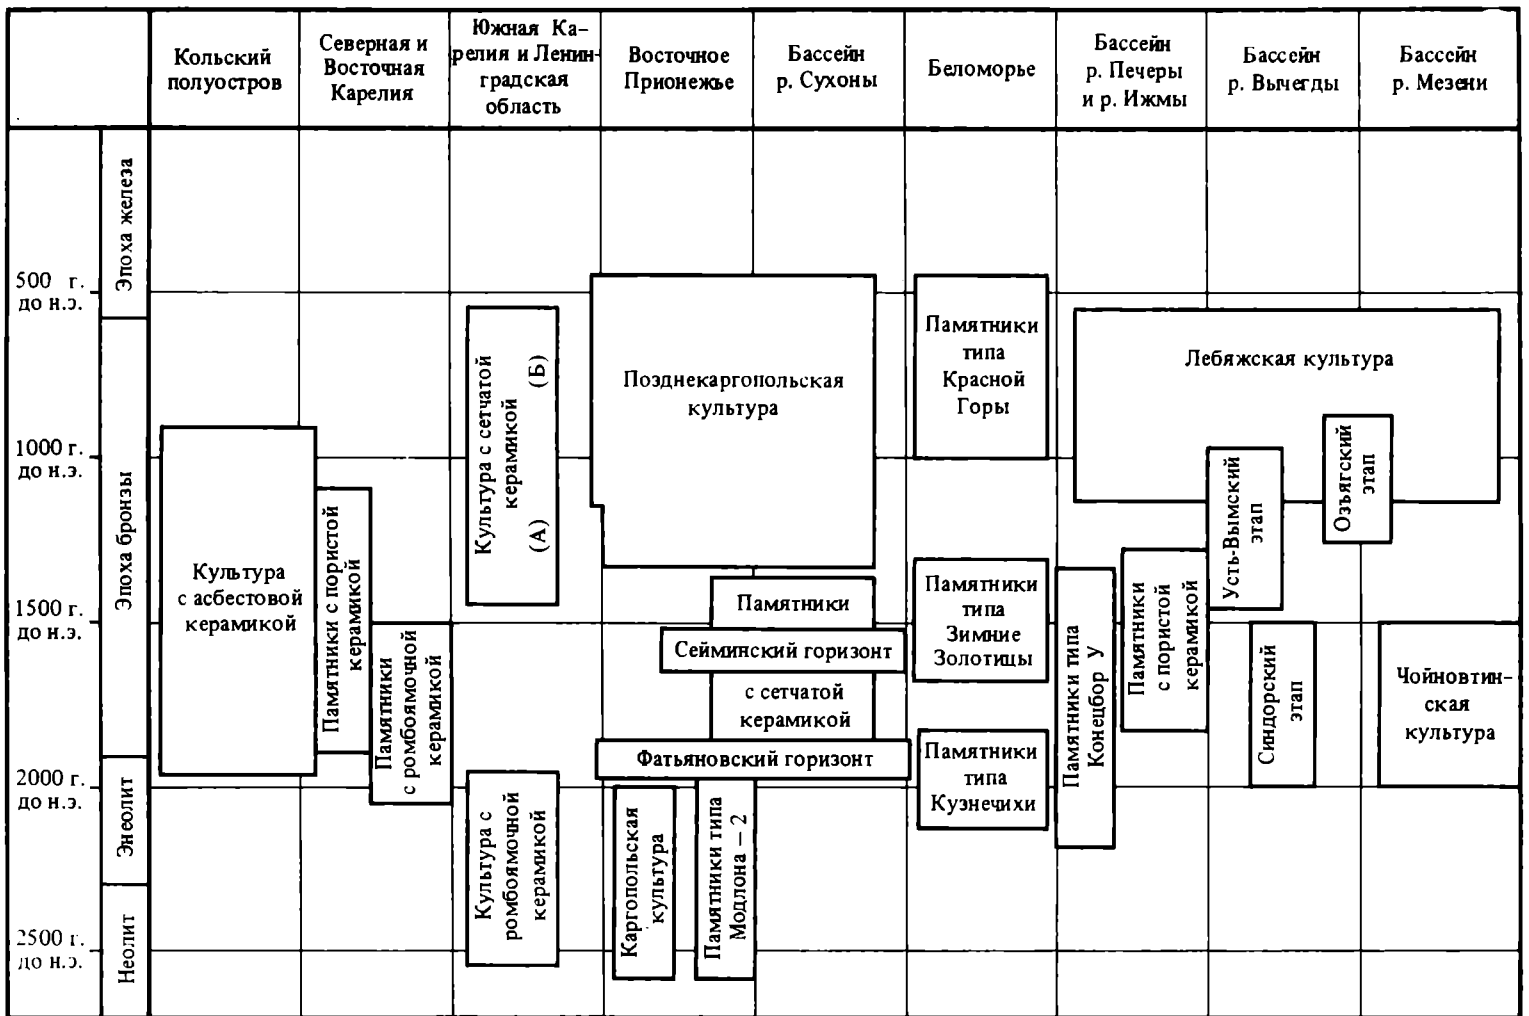 Кольский
полуостров
Северная и
Восточная
Карелия
Южная Ка-
релия и Ленин-
градская
область
Восточное
Прионежье
Бассейн
р. Сухоны
Беломорье
Бассейн
р. Печеры
и р. Ижмы
Бассейн
р. Вычегды
Бассейн
р. Мезени
Эпоха железа
Эпоха бронзы
Энеолит
Неолит
500 г.
до н.э.
1000 г.
до н.э.
1500 г.
до н.э.
2000 г.
до н.э.
2500 г.
до н.э.
Культура
с асбестовой
керамикой
Памятники с пористой
керамикой
Памятники
с ромбоямочной
керамикой
Культура с сетчатой
керамикой
(А) (Б)
Культура с
ромбоямочной
керамикой
Позднекаргопольская
культура
Памятники
Сейминский горизонт
с сетчатой
керамикой
Фатьяновский горизонт
Каргопольская
культура
Памятники типа
Модлона – 2
Памятники
типа
Красной
Горы
Памятники
типа
Зимние
Золотицы
Памятники
типа
Кузнечихи
Памятники типа
Конецбор У
Памятники
с пористой
керамикой
Лебяжская культура
Усть-Вымский
этап
Озъягский
этап
Синдорский
этап
Чойновтин-
ская
культура